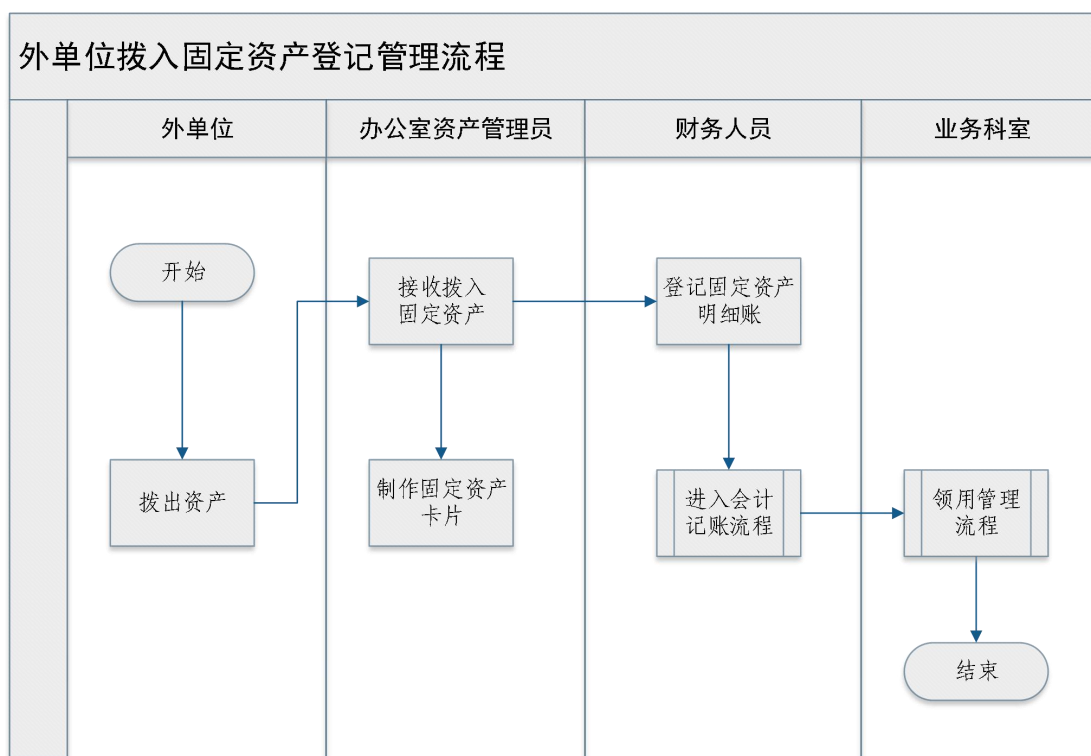 外单位拨入固定资产登记管理流程
外单位
办公室资产管理员
财务人员
业务科室
开始
拨出资产
接收拨入
固定资产
制作固定资产
卡片
登记固定资产
明细账
进入会计
记账流程
领用管理
流程
结束